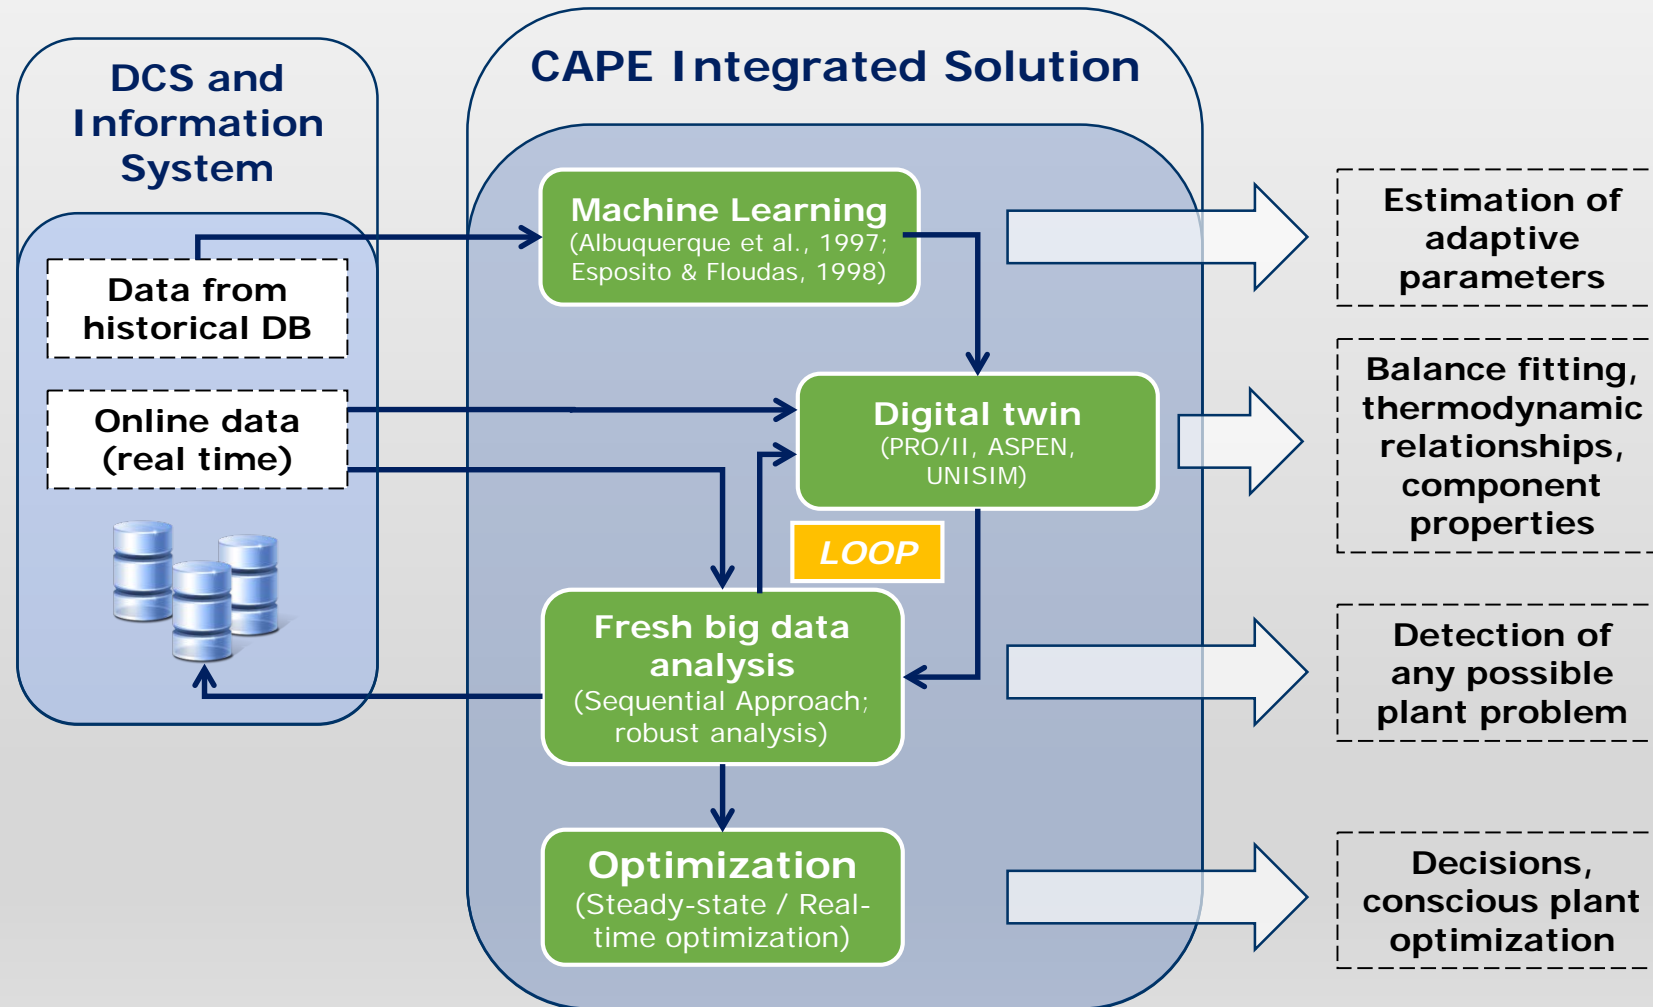 DCS and
Information
System
Data from
historical DB
Online data
(real time)
CAPE Integrated Solution
Machine Learning
(Albuquerque et al., 1997;
Esposito & Floudas, 1998)
Digital twin
(PRO/II, ASPEN,
UNISIM)
LOOP
Fresh big data
analysis
(Sequential Approach;
robust analysis)
Optimization
(Steady-state / Real-
time optimization)
Estimation of
adaptive
parameters
Balance fitting,
thermodynamic
relationships,
component
properties
Detection of
any possible
plant problem
Decisions,
conscious plant
optimization